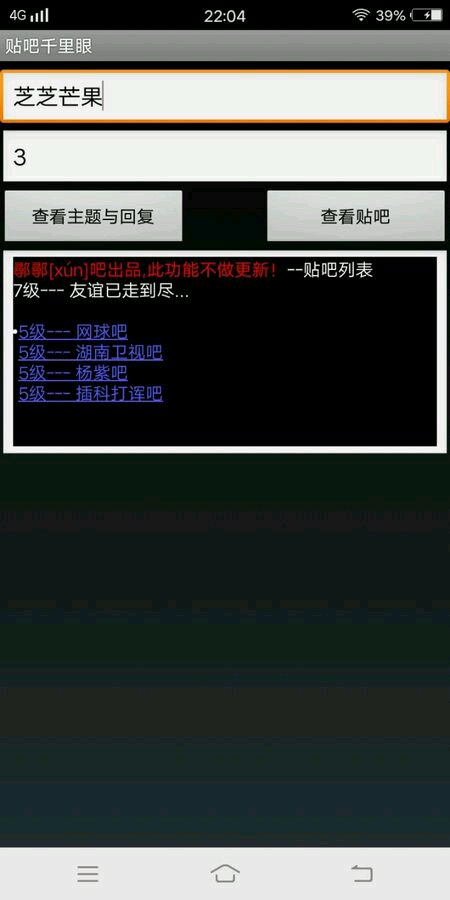 4G 22:04 39%
贴吧千里眼
芝芝芒果
3
查看主题与回复 查看贴吧
鄩鄩[xún]吧出品,此功能不做更新！--贴吧列表
7级--- 友谊已走到尽...
5级--- 网球吧
5级--- 湖南卫视吧
5级--- 杨紫吧
5级--- 插科打浑吧